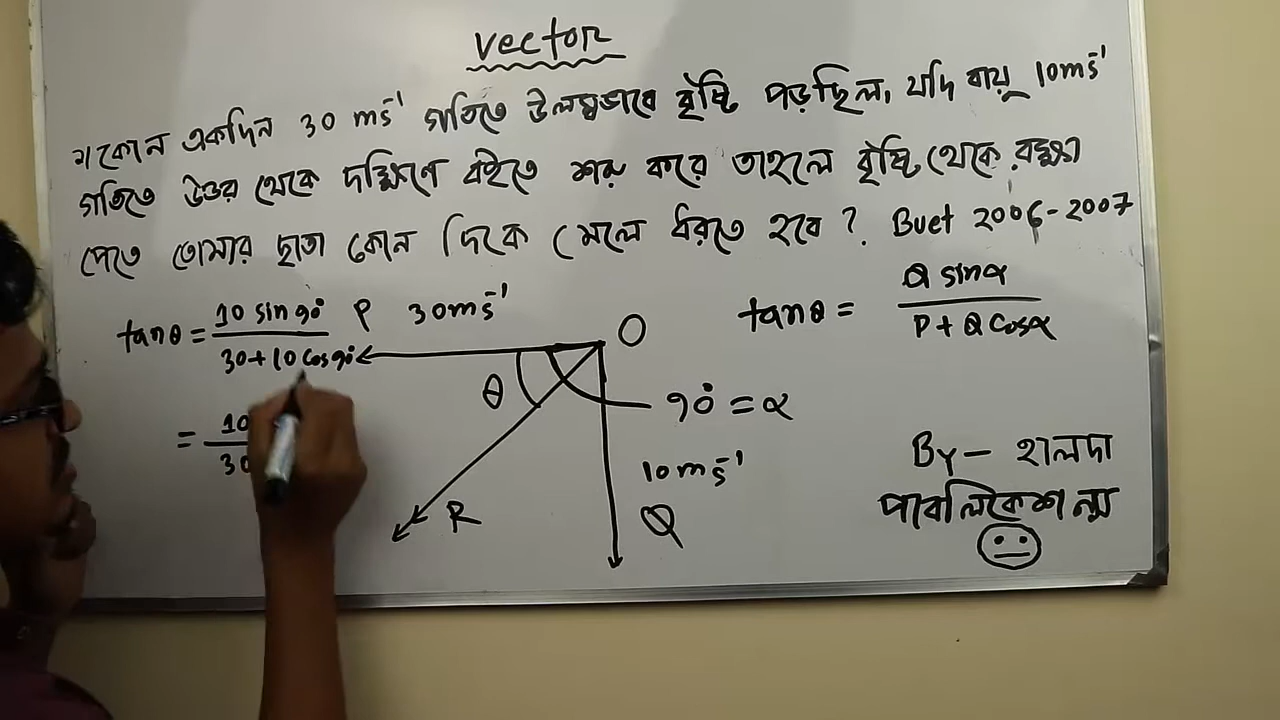 vector
কোন একদিন 30 ms⁻¹ গতিতে উলম্বভাবে বৃষ্টি পড়ছিল, যদি বায়ু 10ms⁻¹
গতিতে উত্তর থেকে দক্ষিণে বইতে শুরু করে তাহলে বৃষ্টি থেকে রক্ষা
পেতে তোমার ছাতা কোন দিকে মেলে ধরতে হবে ? Buet 2006-2007
tanθ = 10 sin 90° / 30 + 10 cos 90°
= 10 / 30
P 30ms⁻¹
O
θ
90° = α
10ms⁻¹
R
Q
tanθ = Q sinα / P + Q cosα
By - হালদা
পাবলিকেশন্স